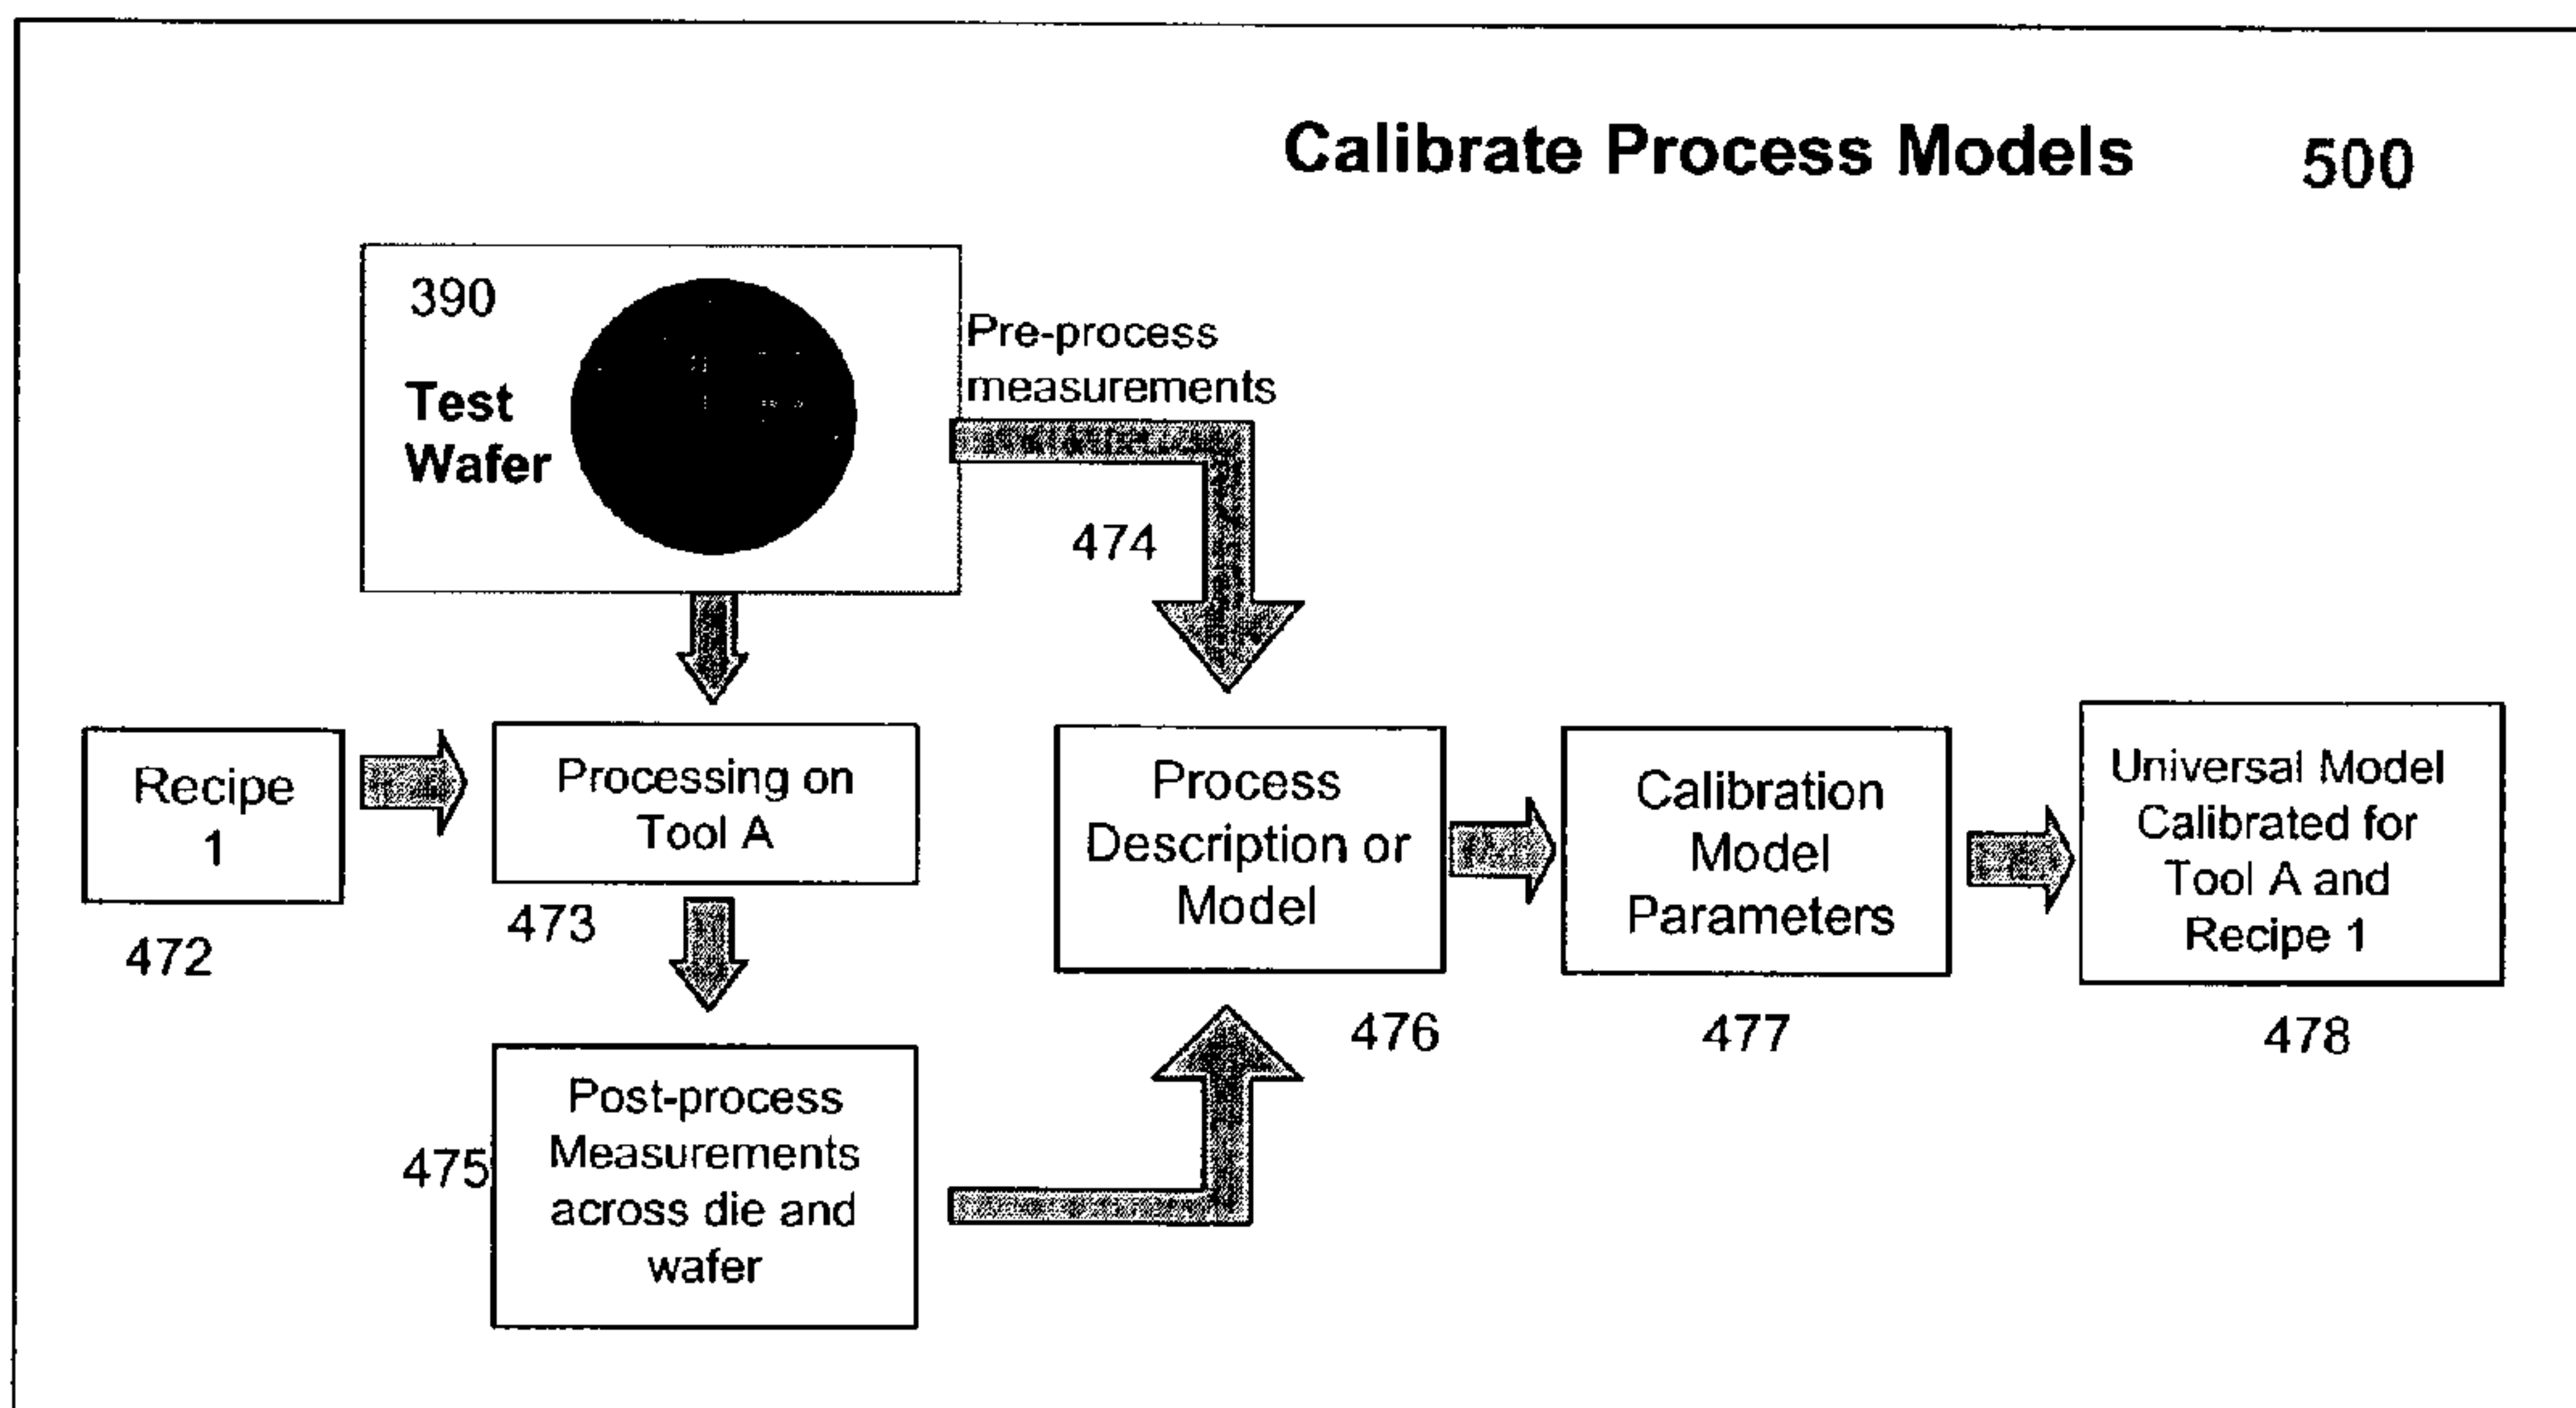 Calibrate Process Models 500
390
Test
Wafer
Pre-process
measurements
474
Recipe
1
472
Processing on
Tool A
473
Post-process
Measurements
across die and
wafer
475
Process
Description or
Model
476
Calibration
Model
Parameters
477
Universal Model
Calibrated for
Tool A and
Recipe 1
478